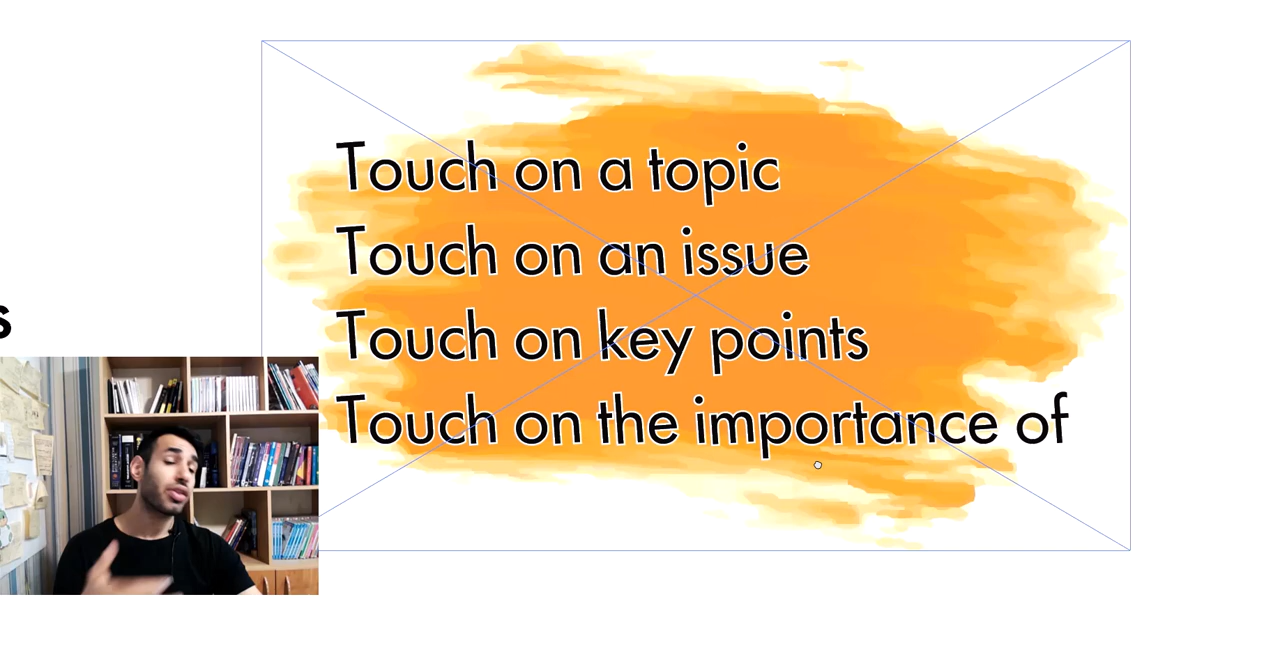 Touch on a topic
Touch on an issue
Touch on key points
Touch on the importance of
s